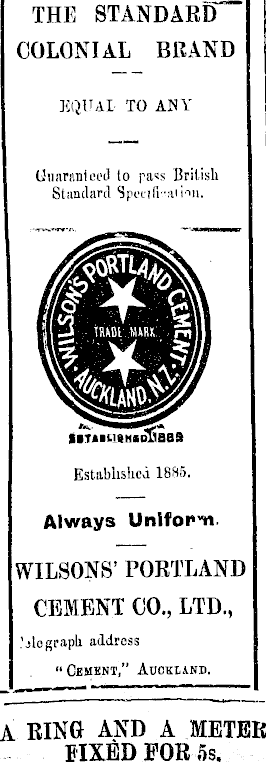 THE STANDARD
COLONIAL BRAND
EQUAL TO ANY
Guaranteed to pass British
Standard Specification.
WILSON'S PORTLAND CEMENT
TRADE MARK
AUCKLAND. N.Z.
ESTABLISHED 1885
Established 1885.
Always Uniform.
WILSONS' PORTLAND
CEMENT CO., LTD.,
Telegraph address
"CEMENT," AUCKLAND.
A RING AND A METER
FIXED FOR 5s.